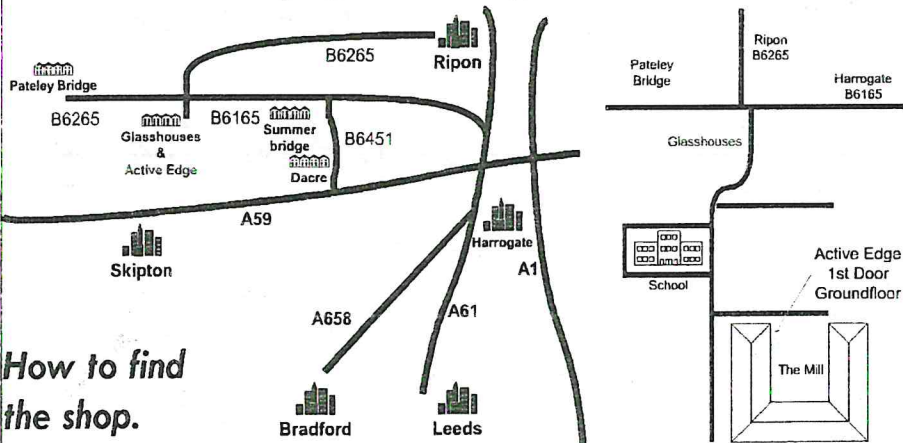 B6265
Ripon
Pateley Bridge
B6265
B6165
Glasshouses
&
Active Edge
Summer
bridge
B6451
Dacre
A59
Skipton
Harrogate
A1
A658
A61
How to find
the shop.
Bradford
Leeds
Ripon
B6265
Pateley
Bridge
Harrogate
B6165
Glasshouses
School
Active Edge
1st Door
Groundfloor
The Mill